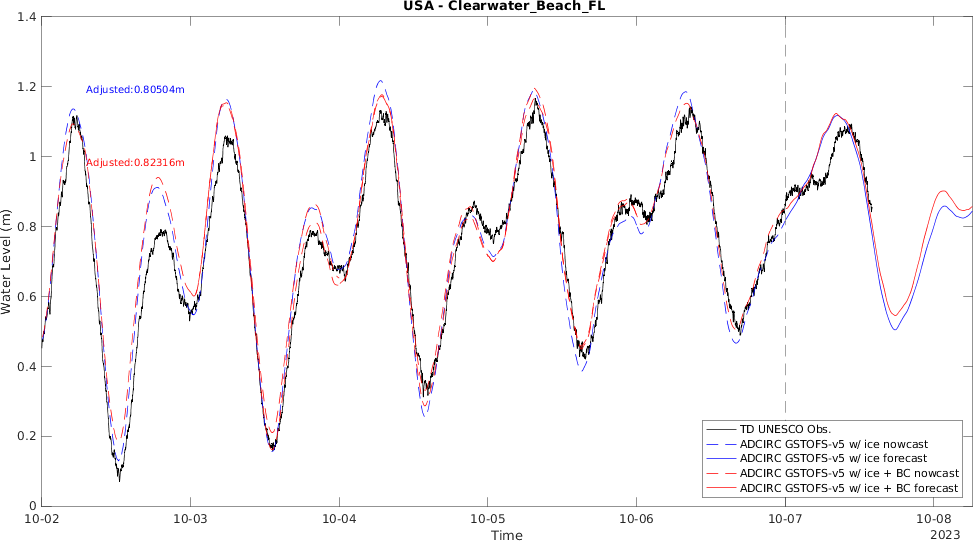 USA - Clearwater_Beach_FL
1.4
1.2
1
0.8
0.6
0.4
0.2
0
Water Level (m)
Adjusted:0.80504m
Adjusted:0.82316m
TD UNESCO Obs.
ADCIRC GSTOFS-v5 w/ ice nowcast
ADCIRC GSTOFS-v5 w/ ice forecast
ADCIRC GSTOFS-v5 w/ ice + BC nowcast
ADCIRC GSTOFS-v5 w/ ice + BC forecast
10-02 10-03 10-04 10-05 10-06 10-07 10-08
Time
2023